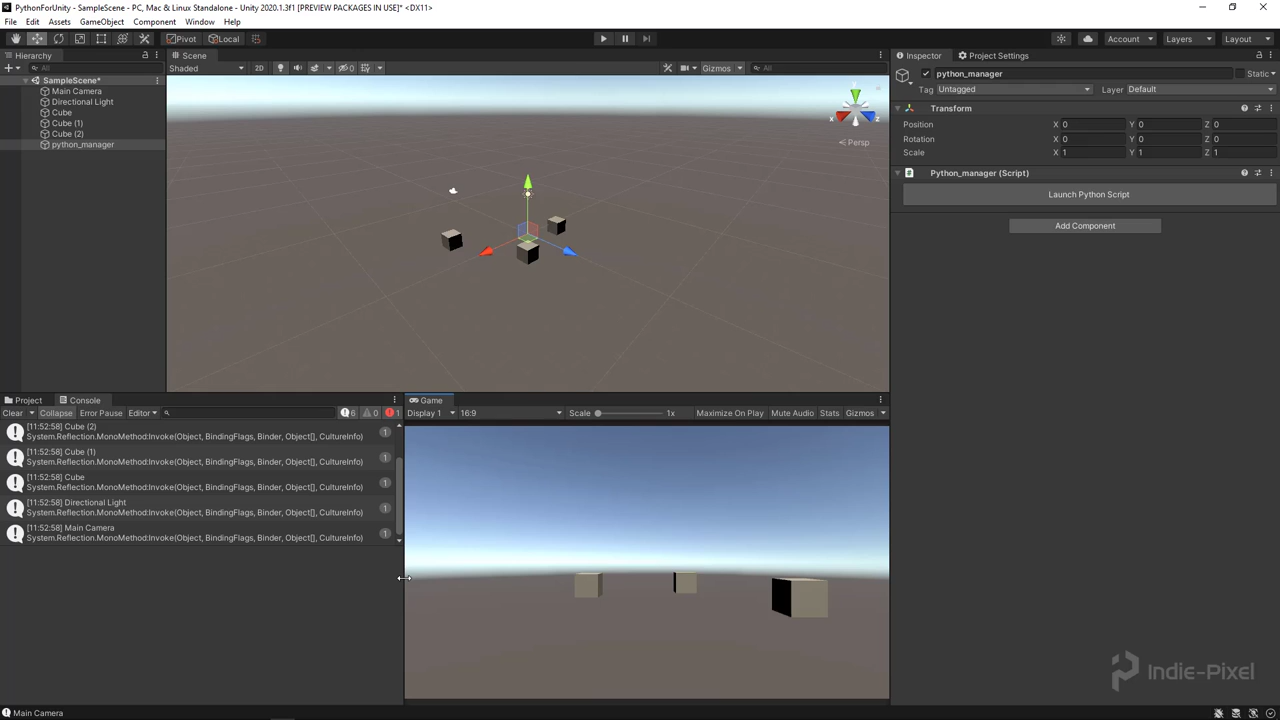 PythonForUnity - SampleScene - PC, Mac & Linux Standalone - Unity 2020.1.3f1 [PREVIEW PACKAGES IN USE]* <DX11>
File Edit Assets GameObject Component Window Help
Pivot Local Account Layers Layout
Hierarchy
All
SampleScene*
Main Camera
Directional Light
Cube
Cube (1)
Cube (2)
python_manager
Scene
Shaded 2D 0 Gizmos All
y
x z
Persp
Inspector Project Settings
python_manager Static
Tag Untagged Layer Default
Transform
Position X 0 Y 0 Z 0
Rotation X 0 Y 0 Z 0
Scale X 1 Y 1 Z 1
Python_manager (Script)
Launch Python Script
Add Component
Project Console
Clear Collapse Error Pause Editor 6 0 1
[11:52:58] Cube (2)
System.Reflection.MonoMethod:Invoke(Object, BindingFlags, Binder, Object[], CultureInfo) 1
[11:52:58] Cube (1)
System.Reflection.MonoMethod:Invoke(Object, BindingFlags, Binder, Object[], CultureInfo) 1
[11:52:58] Cube
System.Reflection.MonoMethod:Invoke(Object, BindingFlags, Binder, Object[], CultureInfo) 1
[11:52:58] Directional Light
System.Reflection.MonoMethod:Invoke(Object, BindingFlags, Binder, Object[], CultureInfo) 1
[11:52:58] Main Camera
System.Reflection.MonoMethod:Invoke(Object, BindingFlags, Binder, Object[], CultureInfo) 1
Game
Display 1 16:9 Scale 1x Maximize On Play Mute Audio Stats Gizmos
Indie-Pixel
Main Camera